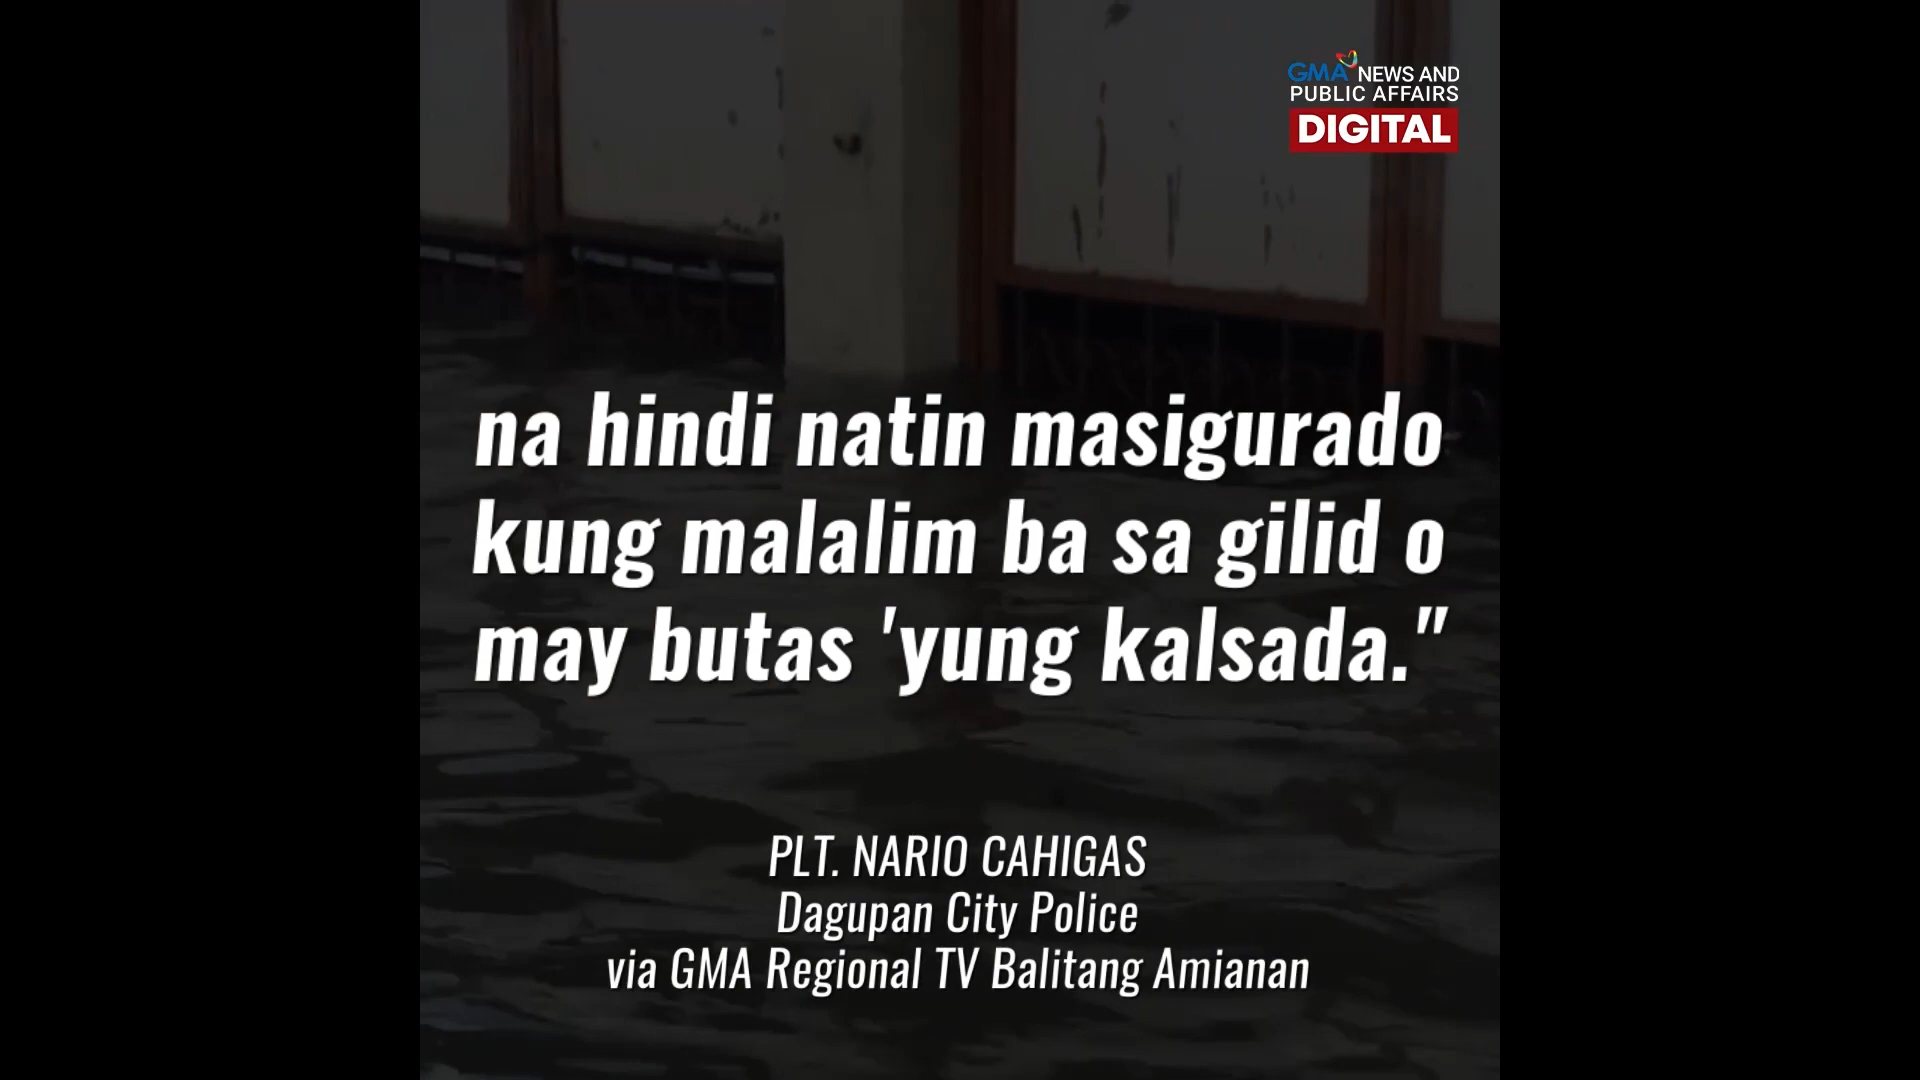 GMA NEWS AND
PUBLIC AFFAIRS
DIGITAL
na hindi natin masigurado
kung malalim ba sa gilid o
may butas 'yung kalsada."
PLT. NARIO CAHIGAS
Dagupan City Police
via GMA Regional TV Balitang Amianan